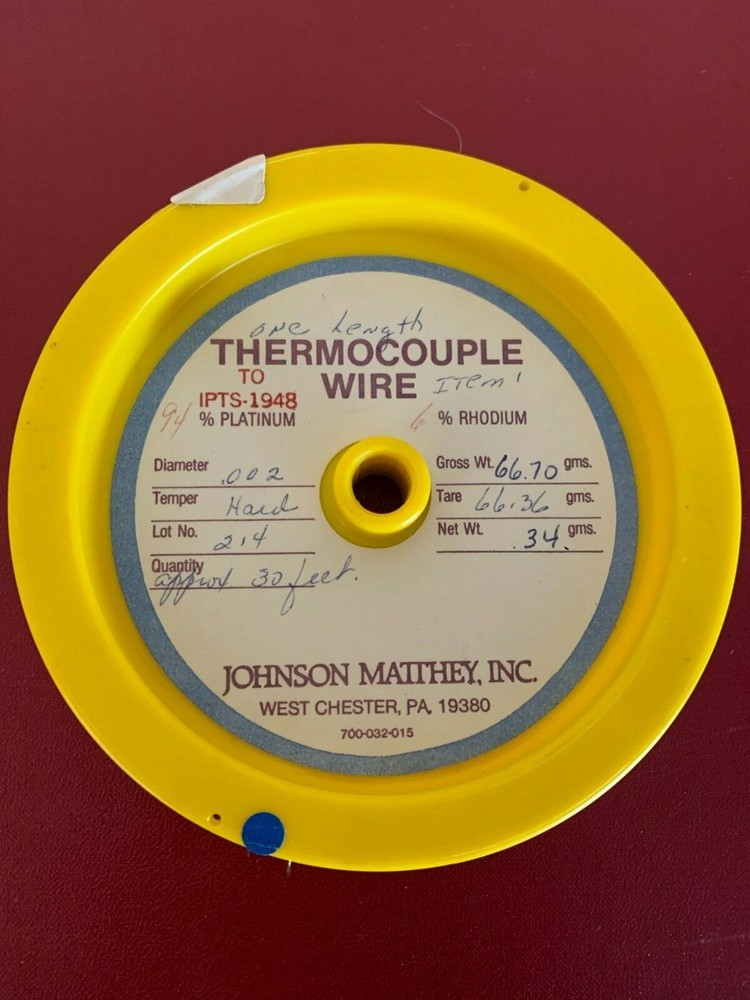 one Length
THERMOCOUPLE
TO WIRE Item 1
IPTS-1948
94 % PLATINUM 6 % RHODIUM
Diameter .002 Gross Wt. 66.70 gms.
Temper Hard Tare 66.36 gms.
Lot No. 214 Net Wt. .34 gms.
Quantity
approx 30 feet.
JOHNSON MATTHEY, INC.
WEST CHESTER, PA. 19380
700-032-015